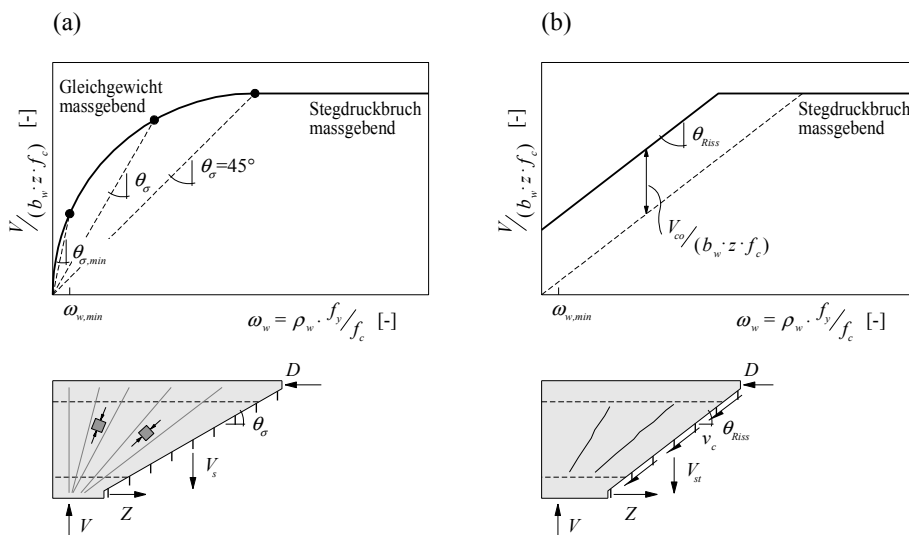 (a)
Gleichgewicht
massgebend
Stegdruckbruch
massgebend
V/(b_w · z · f_c) [-]
θ_σ
θ_σ=45°
θ_σ,min
ω_w,min
ω_w = ρ_w · f_y/f_c [-]
D
θ_σ
V_s
Z
V
(b)
Stegdruckbruch
massgebend
V/(b_w · z · f_c) [-]
θ_Riss
V_co/(b_w · z · f_c)
ω_w,min
ω_w = ρ_w · f_y/f_c [-]
D
θ_Riss
v_c
V_st
Z
V